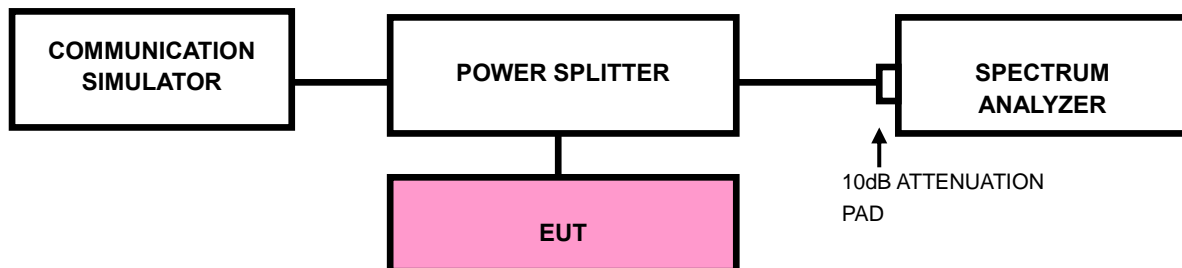 COMMUNICATION
SIMULATOR
POWER SPLITTER
SPECTRUM
ANALYZER
10dB ATTENUATION
PAD
EUT